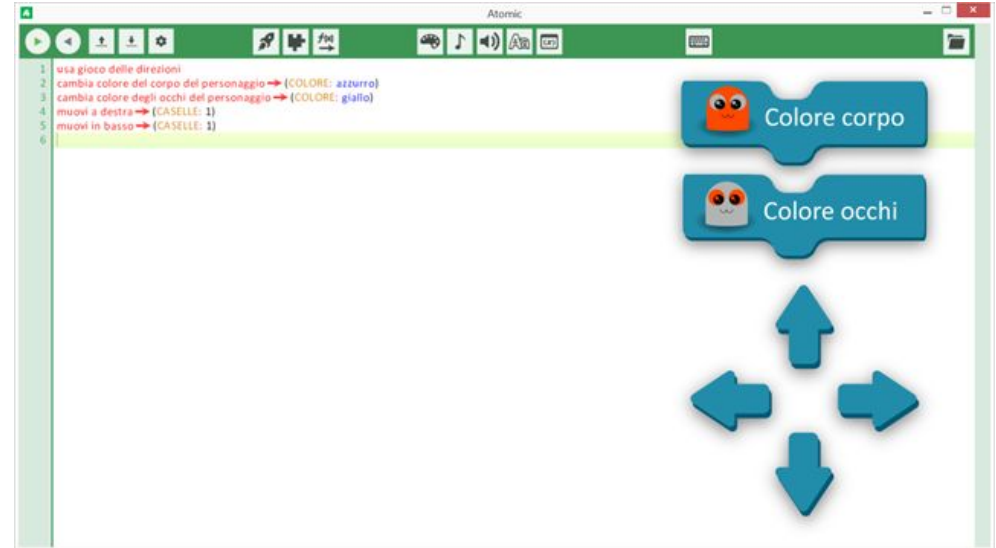 Atomic
1 usa gioco delle direzioni
2 cambia colore del corpo del personaggio ➔ (COLORE: azzurro)
3 cambia colore degli occhi del personaggio ➔ (COLORE: giallo)
4 muovi a destra ➔ (CASELLE: 1)
5 muovi in basso ➔ (CASELLE: 1)
6
Colore corpo
Colore occhi